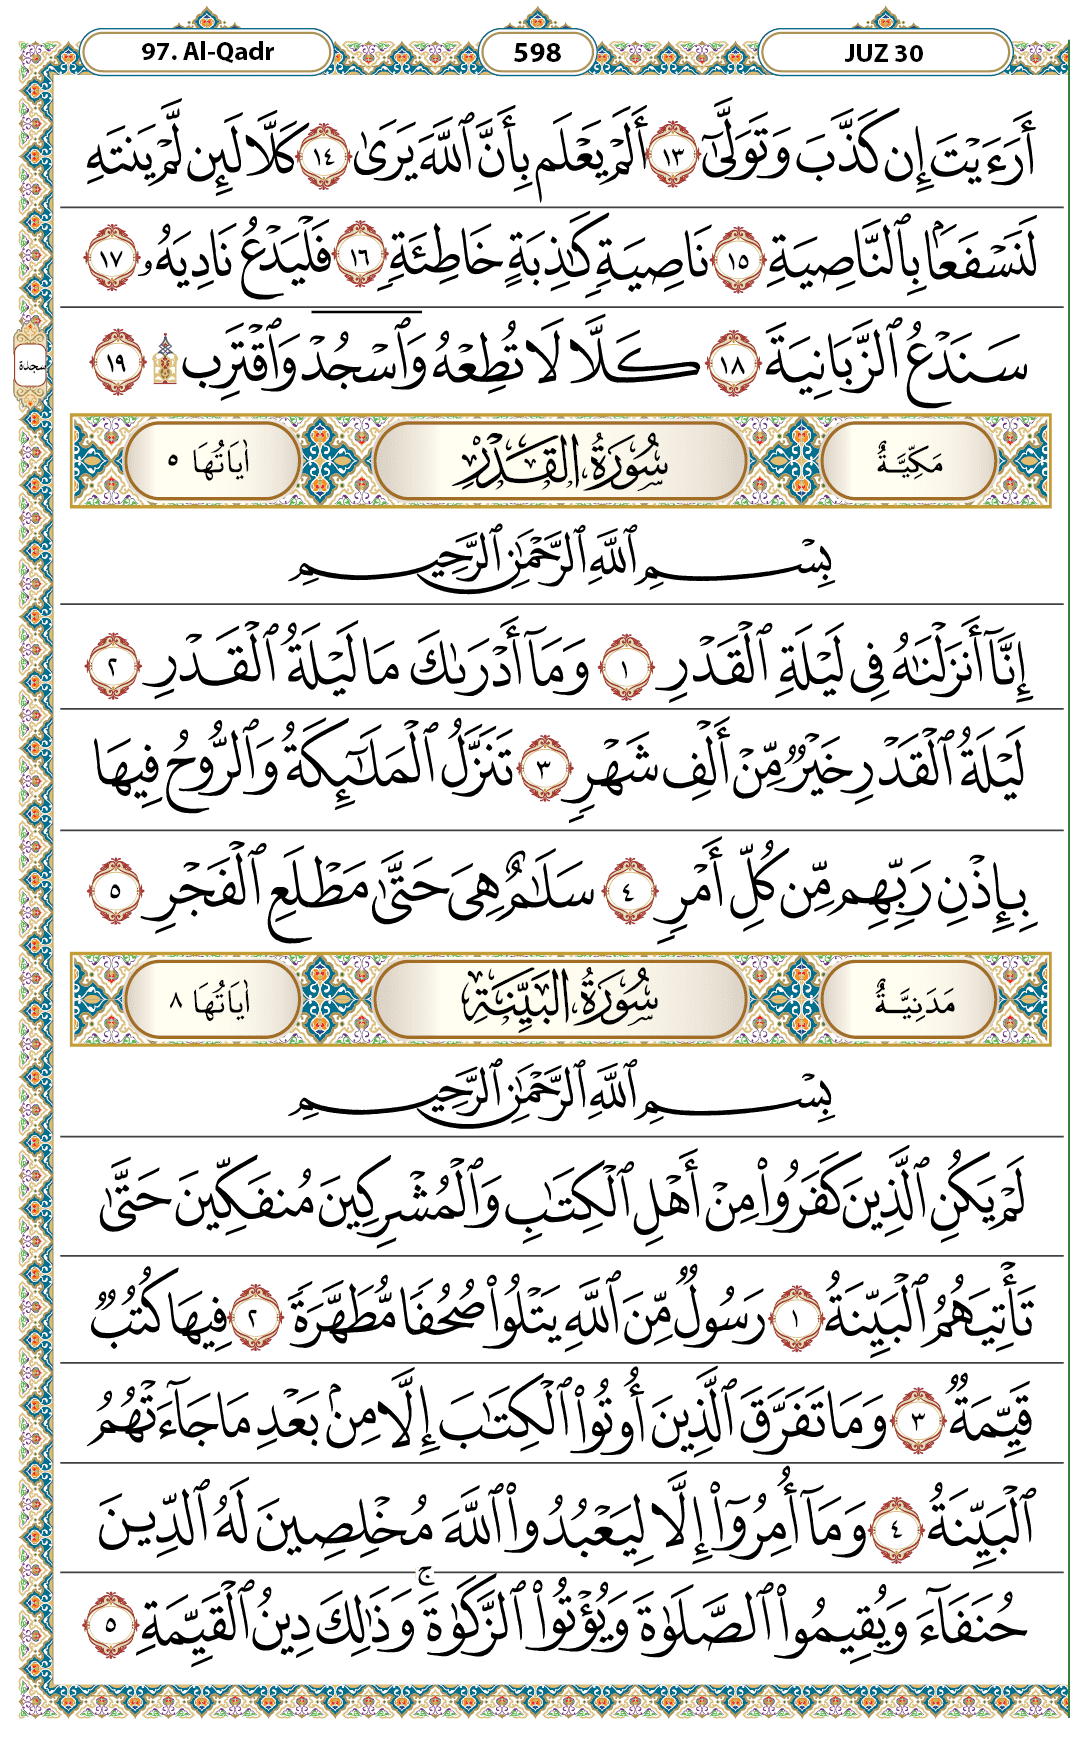 97. Al-Qadr 598 JUZ 30
أَرَءَيْتَ إِن كَذَّبَ وَتَوَلَّىٰٓ ١٣ أَلَمْ يَعْلَم بِأَنَّ ٱللَّهَ يَرَىٰ ١٤ كَلَّا لَئِن لَّمْ يَنتَهِ
لَنَسْفَعَۢا بِٱلنَّاصِيَةِ ١٥ نَاصِيَةٍ كَـٰذِبَةٍ خَاطِئَةٍ ١٦ فَلْيَدْعُ نَادِيَهُۥ ١٧
سَنَدْعُ ٱلزَّبَانِيَةَ ١٨ كَلَّا لَا تُطِعْهُ وَٱسْجُدْ وَٱقْتَرِب ۩ ١٩
سجدة
مَكِّيَّةٌ سُورَةُ القَدْرِ اٰيَاتُهَا ٥
بِسْمِ ٱللَّهِ ٱلرَّحْمَـٰنِ ٱلرَّحِيمِ
إِنَّآ أَنزَلْنَـٰهُ فِى لَيْلَةِ ٱلْقَدْرِ ١ وَمَآ أَدْرَىٰكَ مَا لَيْلَةُ ٱلْقَدْرِ ٢
لَيْلَةُ ٱلْقَدْرِ خَيْرٌ مِّنْ أَلْفِ شَهْرٍ ٣ تَنَزَّلُ ٱلْمَلَـٰٓئِكَةُ وَٱلرُّوحُ فِيهَا
بِإِذْنِ رَبِّهِم مِّن كُلِّ أَمْرٍ ٤ سَلَـٰمٌ هِىَ حَتَّىٰ مَطْلَعِ ٱلْفَجْرِ ٥
مَدَنِيَّةٌ سُورَةُ البَيِّنَةِ اٰيَاتُهَا ٨
بِسْمِ ٱللَّهِ ٱلرَّحْمَـٰنِ ٱلرَّحِيمِ
لَمْ يَكُنِ ٱلَّذِينَ كَفَرُوا۟ مِنْ أَهْلِ ٱلْكِتَـٰبِ وَٱلْمُشْرِكِينَ مُنفَكِّينَ حَتَّىٰ
تَأْتِيَهُمُ ٱلْبَيِّنَةُ ١ رَسُولٌ مِّنَ ٱللَّهِ يَتْلُوا۟ صُحُفًا مُّطَهَّرَةً ٢ فِيهَا كُتُبٌ
قَيِّمَةٌ ٣ وَمَا تَفَرَّقَ ٱلَّذِينَ أُوتُوا۟ ٱلْكِتَـٰبَ إِلَّا مِنۢ بَعْدِ مَا جَآءَتْهُمُ
ٱلْبَيِّنَةُ ٤ وَمَآ أُمِرُوٓا۟ إِلَّا لِيَعْبُدُوا۟ ٱللَّهَ مُخْلِصِينَ لَهُ ٱلدِّينَ
حُنَفَآءَ وَيُقِيمُوا۟ ٱلصَّلَوٰةَ وَيُؤْتُوا۟ ٱلزَّكَوٰةَ ۚ وَذَٰلِكَ دِينُ ٱلْقَيِّمَةِ ٥